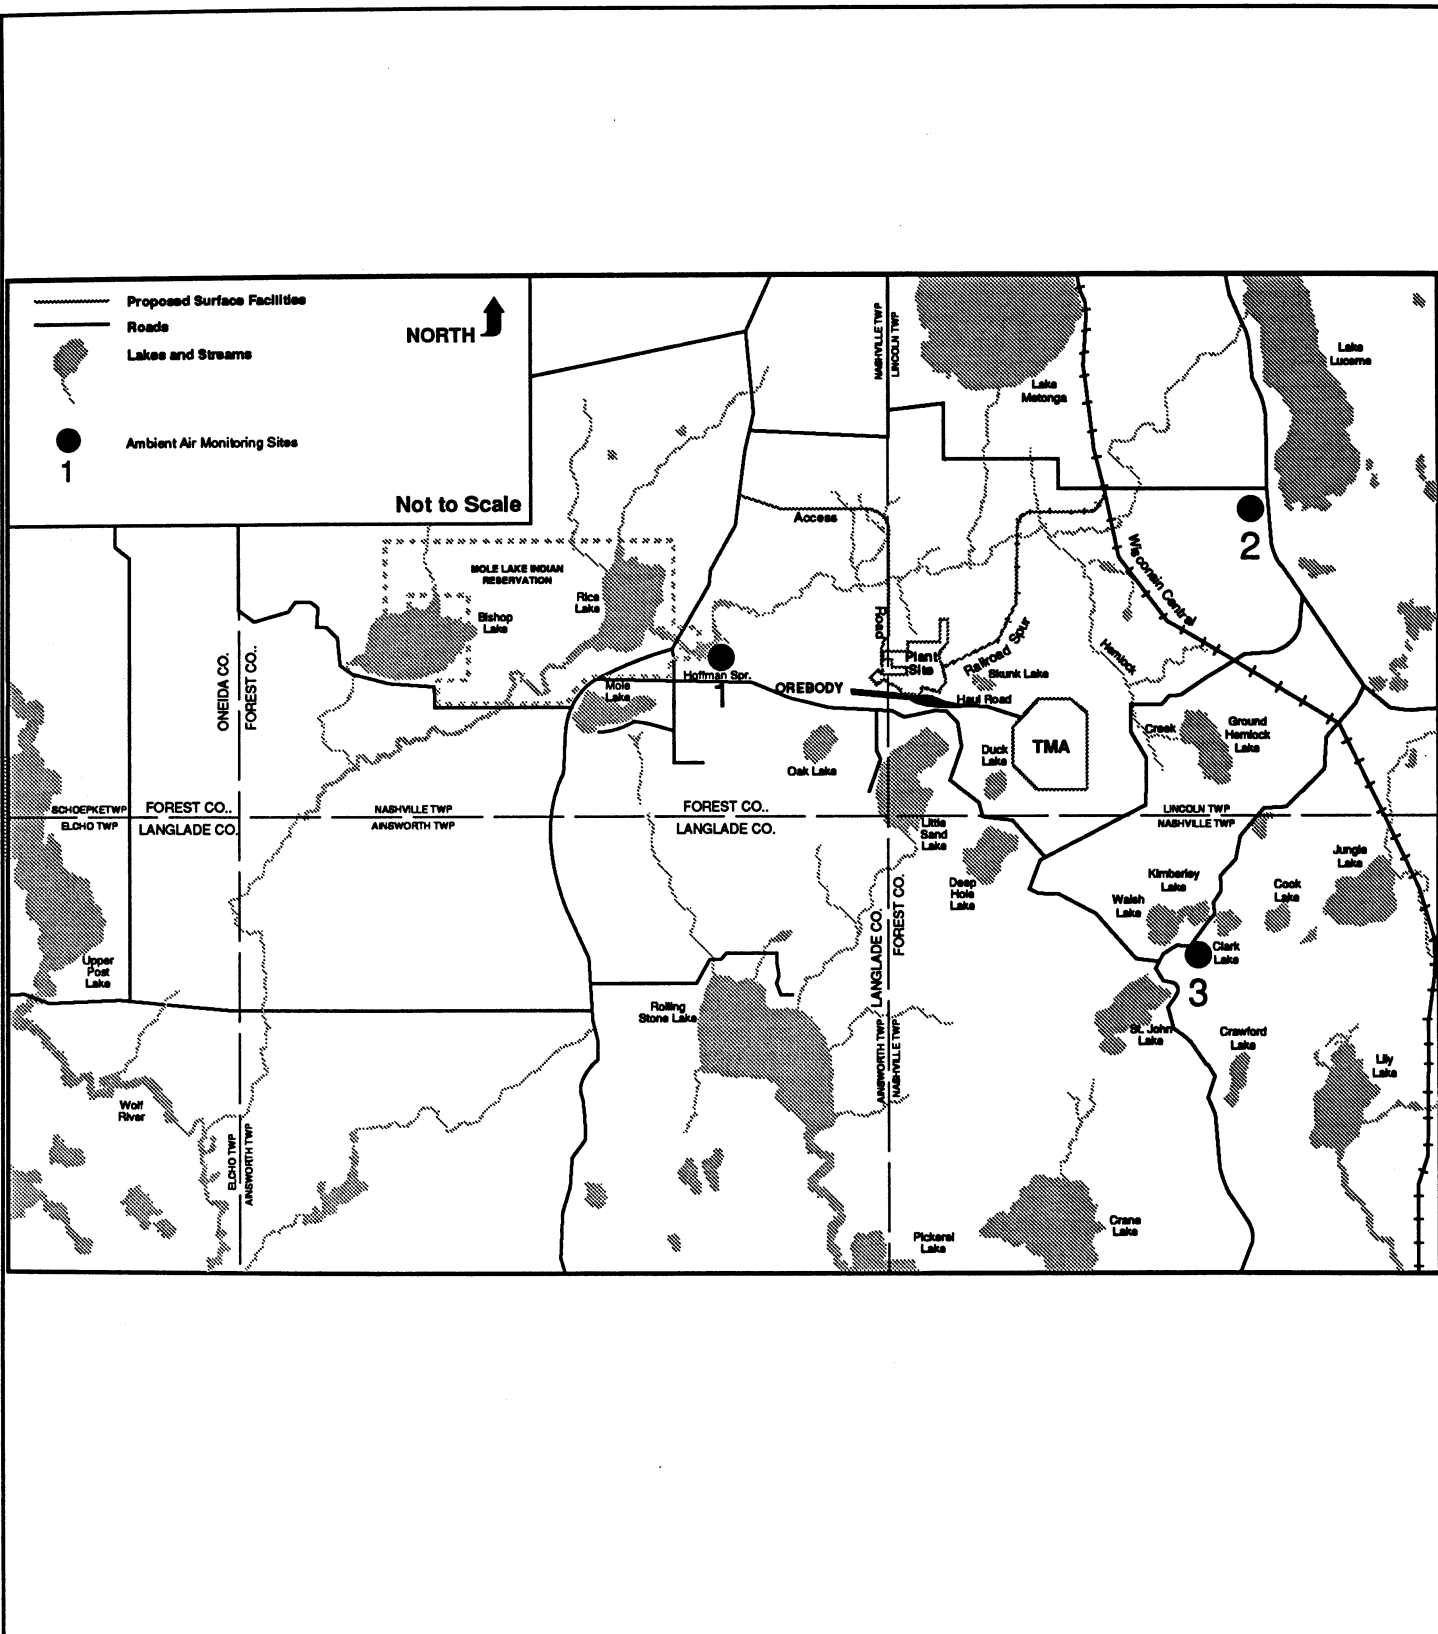 Proposed Surface Facilities
Roads
NORTH
Lakes and Streams
Ambient Air Monitoring Sites
1
Not to Scale
NASHVILLE TWP
LINCOLN TWP
Lake
Metonga
Lake
Lucerne
Access
Road
2
Wisconsin Central
MOLE LAKE INDIAN
RESERVATION
Rice
Lake
Bishop
Lake
ONEIDA CO.
FOREST CO..
Hoffman Spr.
1
Mole
Lake
OREBODY
Plant
Site
Railroad Spur
Skunk Lake
Haul Road
Hemlock
Creek
Ground
Hemlock
Lake
TMA
Duck
Lake
Oak Lake
SCHOEPKETWP
ELCHO TWP
FOREST CO..
LANGLADE CO.
NASHVILLE TWP
AINSWORTH TWP
FOREST CO..
LANGLADE CO.
LINCOLN TWP
NASHVILLE TWP
Little
Sand
Lake
Deep
Hole
Lake
LANGLADE CO.
FOREST CO.
Kimberley
Lake
Walsh
Lake
Cook
Lake
Jungle
Lake
Clark
Lake
3
Upper
Post
Lake
Rolling
Stone Lake
St. John
Lake
Crawford
Lake
Lily
Lake
AINSWORTH TWP
NASHVILLE TWP
Wolf
River
ELCHO TWP
AINSWORTH TWP
Pickerel
Lake
Crane
Lake